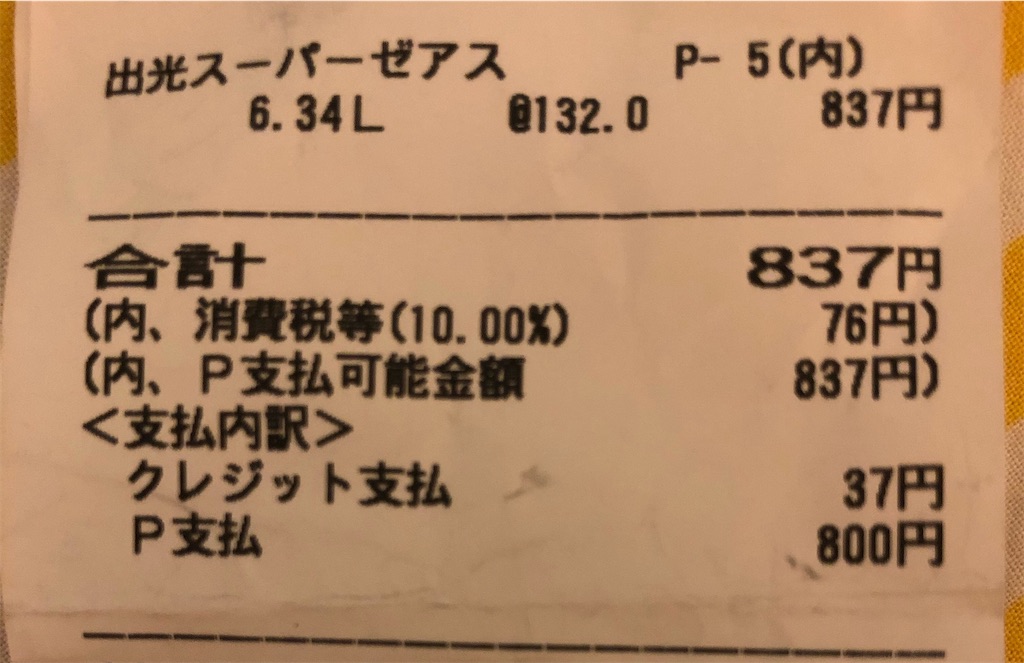 出光スーパーゼアス P- 5(内)
6.34L @132.0 837円
合計 837円
(内、消費税等(10.00%) 76円)
(内、P支払可能金額 837円)
<支払内訳>
クレジット支払 37円
P支払 800円